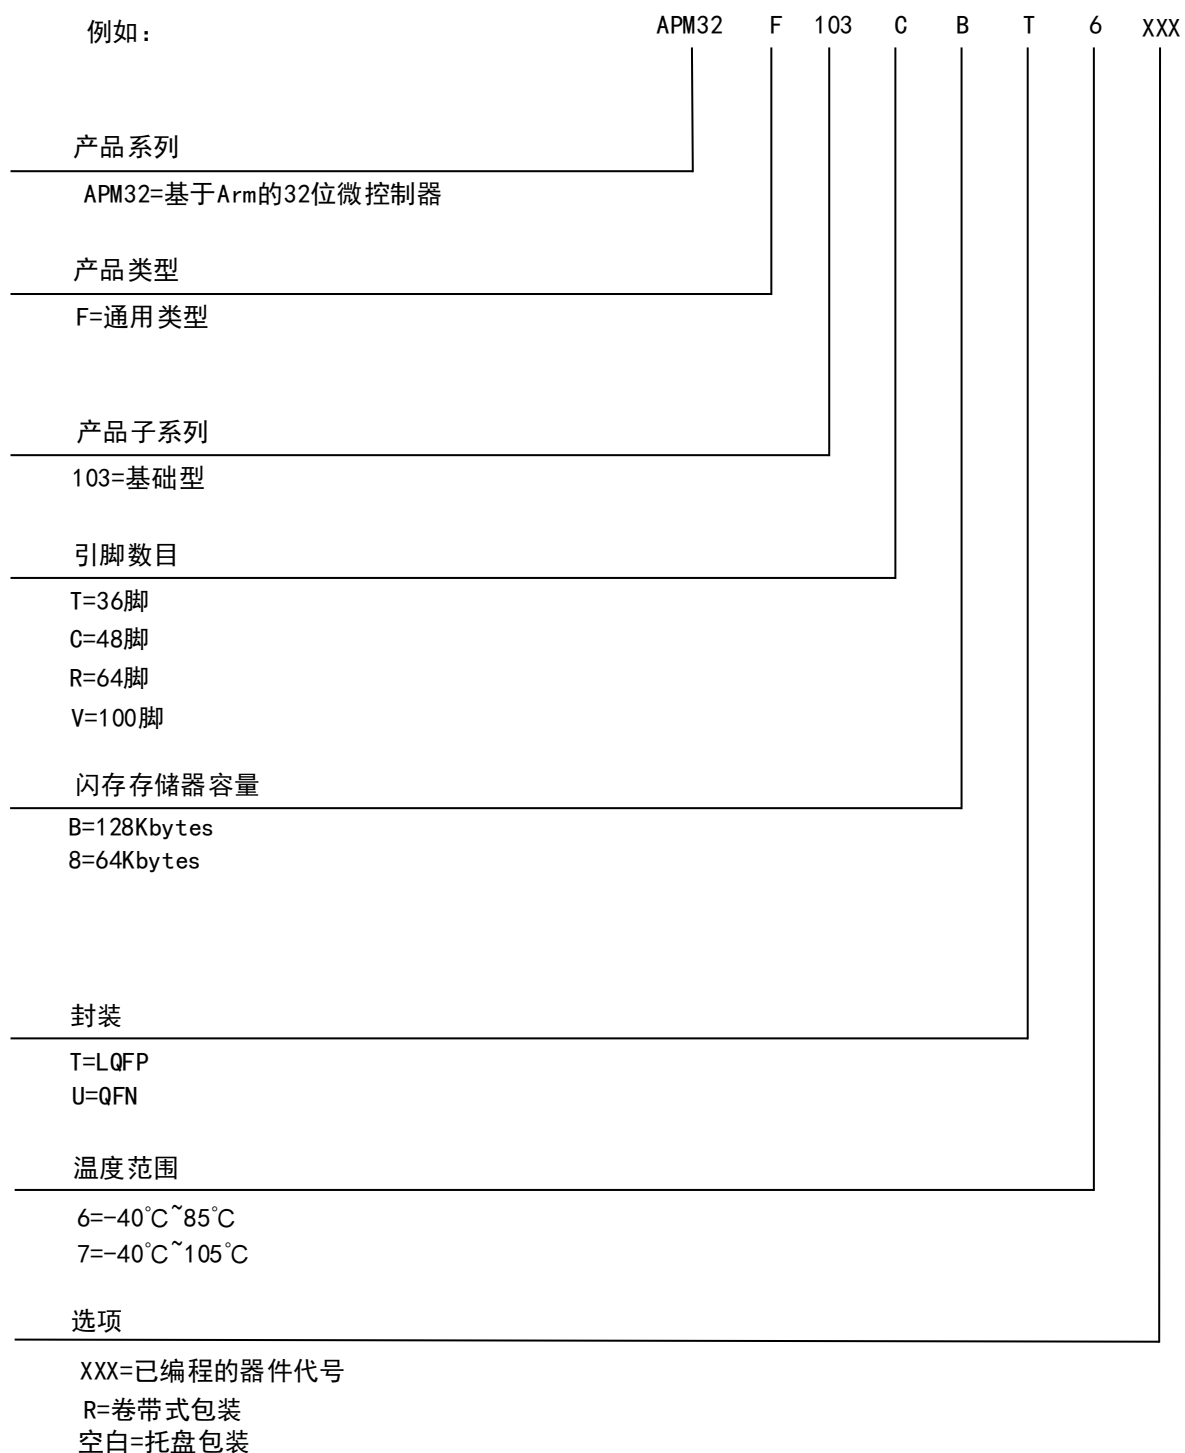 例如： APM32 F 103 C B T 6 XXX
产品系列
APM32=基于Arm的32位微控制器
产品类型
F=通用类型
产品子系列
103=基础型
引脚数目
T=36脚
C=48脚
R=64脚
V=100脚
闪存存储器容量
B=128Kbytes
8=64Kbytes
封装
T=LQFP
U=QFN
温度范围
6=-40℃~85℃
7=-40℃~105℃
选项
XXX=已编程的器件代号
R=卷带式包装
空白=托盘包装